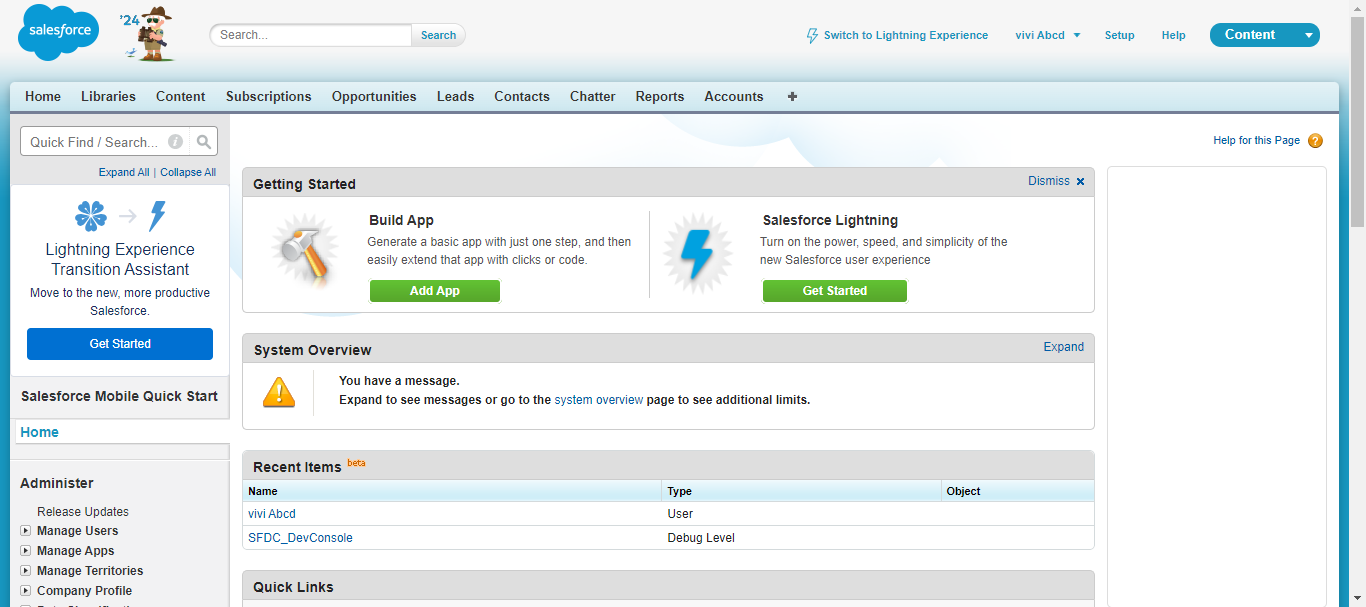 salesforce
'24
Search...
Search
Switch to Lightning Experience
vivi Abcd
Setup
Help
Content
Home
Libraries
Content
Subscriptions
Opportunities
Leads
Contacts
Chatter
Reports
Accounts
+
Quick Find / Search...
Expand All | Collapse All
Lightning Experience
Transition Assistant
Move to the new, more productive
Salesforce.
Get Started
Salesforce Mobile Quick Start
Home
Administer
Release Updates
Manage Users
Manage Apps
Manage Territories
Company Profile
Help for this Page ?
Getting Started
Dismiss
Build App
Generate a basic app with just one step, and then
easily extend that app with clicks or code.
Add App
Salesforce Lightning
Turn on the power, speed, and simplicity of the
new Salesforce user experience
Get Started
System Overview
Expand
You have a message.
Expand to see messages or go to the system overview page to see additional limits.
Recent Items beta
Name Type Object
vivi Abcd User
SFDC_DevConsole Debug Level
Quick Links